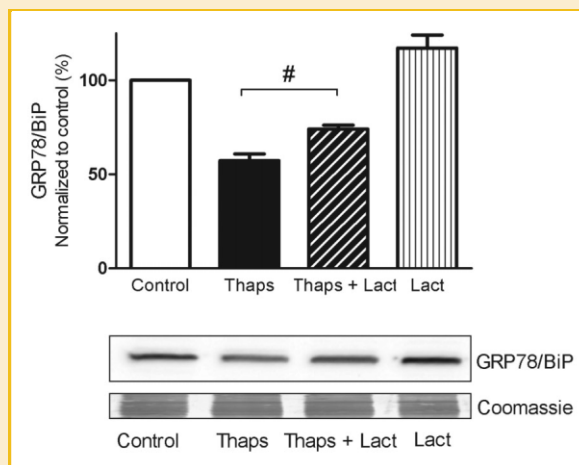 GRP78/BiP
Normalized to control (%)
100
50
0
#
Control Thaps Thaps + Lact Lact
GRP78/BiP
Coomassie
Control Thaps Thaps + Lact Lact